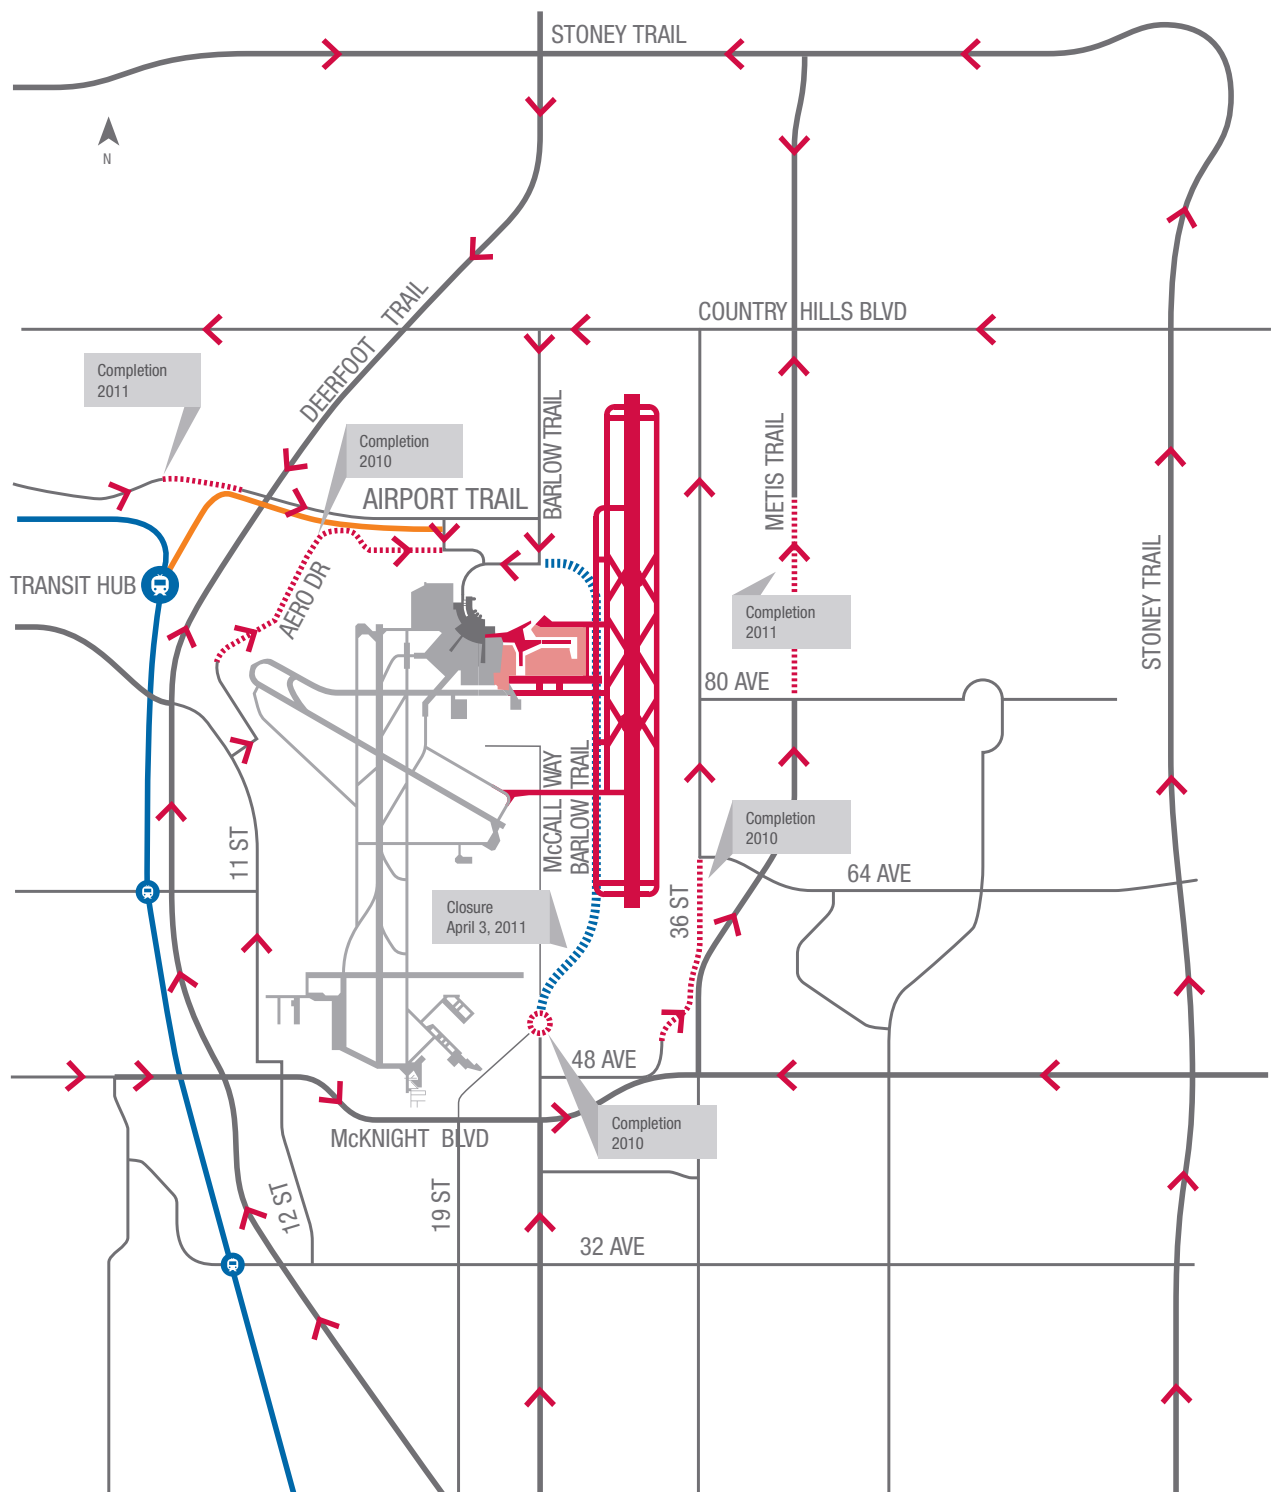 STONEY TRAIL
N
DEERFOOT TRAIL
COUNTRY HILLS BLVD
Completion
2011
Completion
2010
AIRPORT TRAIL
BARLOW TRAIL
METIS TRAIL
TRANSIT HUB
AERO DR
Completion
2011
STONEY TRAIL
80 AVE
McCALL WAY
BARLOW TRAIL
Completion
2010
11 ST
64 AVE
36 ST
Closure
April 3, 2011
48 AVE
Completion
2010
McKNIGHT BLVD
12 ST
19 ST
32 AVE